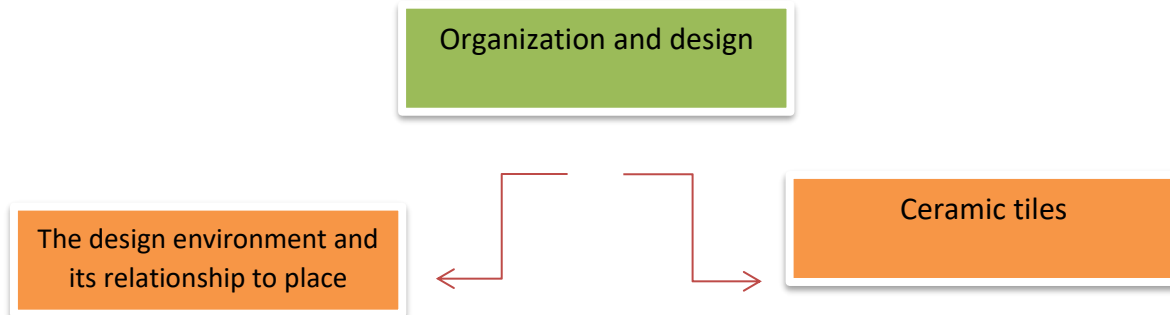 Organization and design
Ceramic tiles
The design environment and
its relationship to place